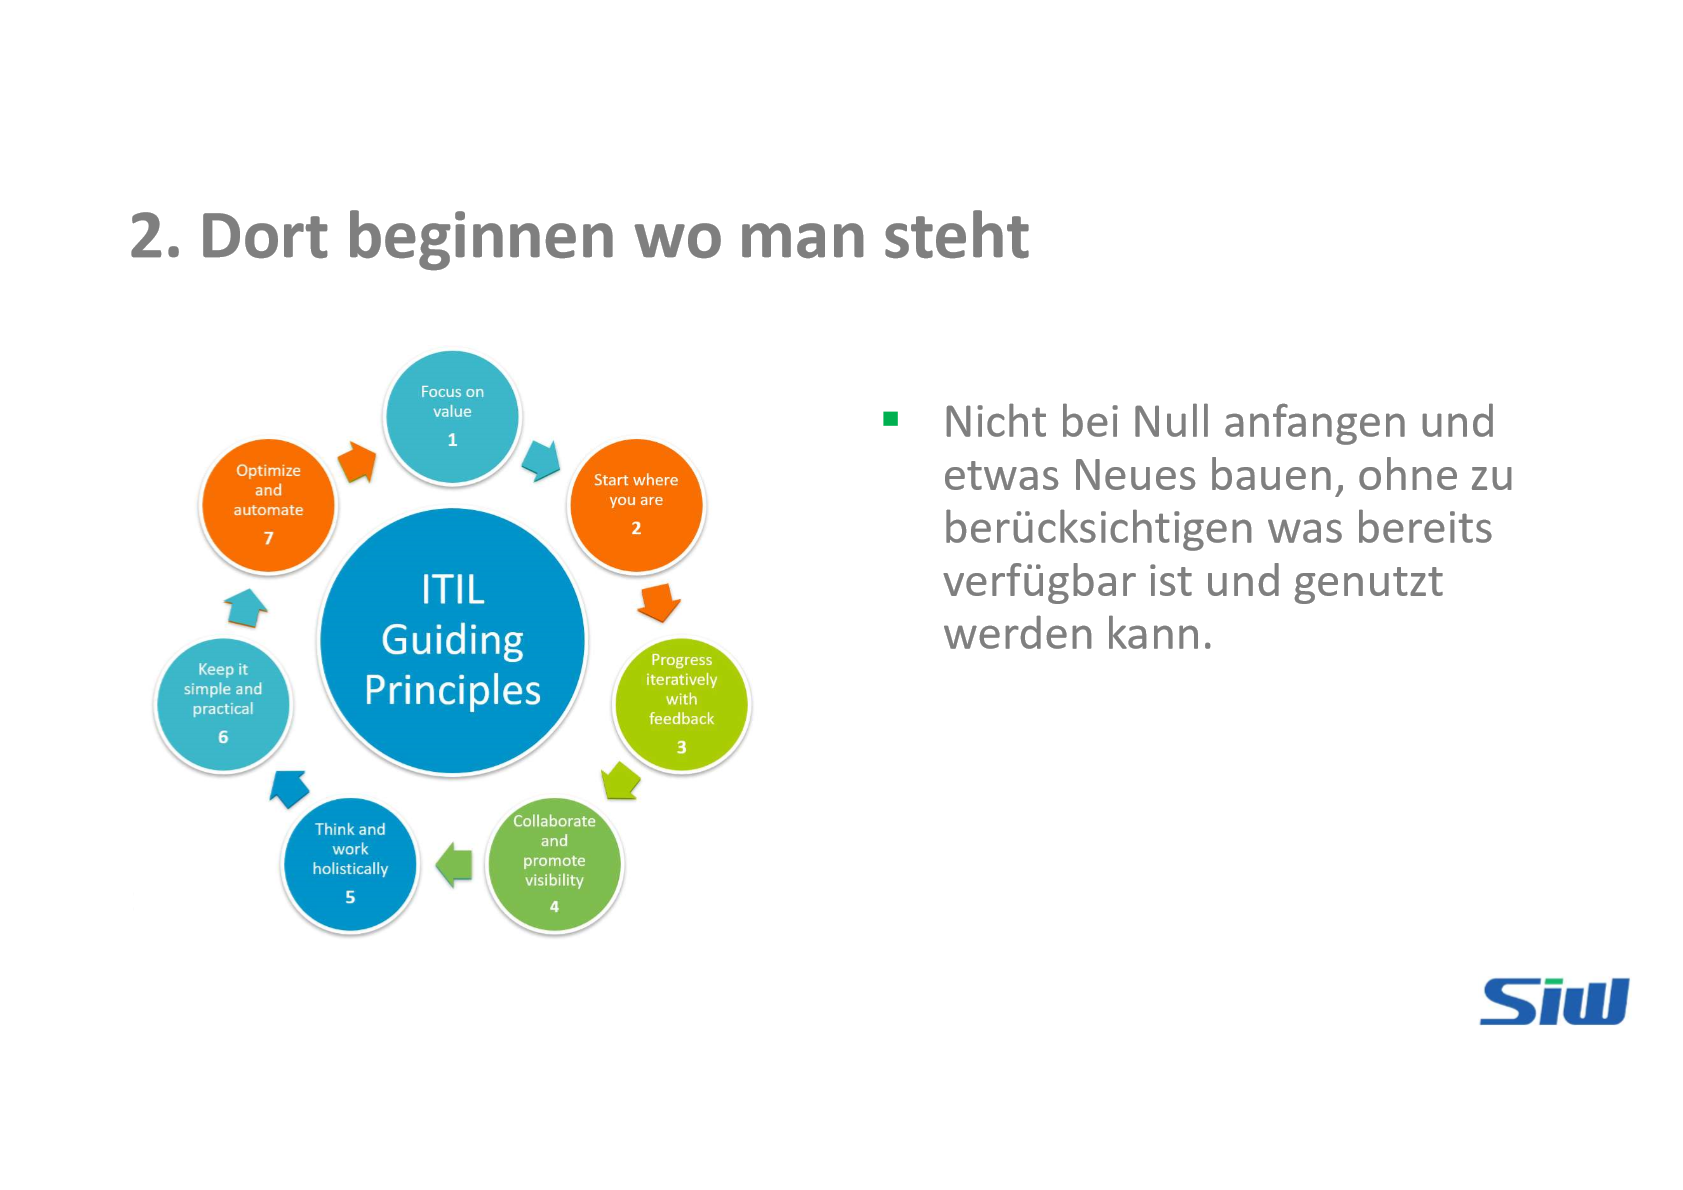 2. Dort beginnen wo man steht
Focus on
value
1
Start where
you are
2
Progress
iteratively
with
feedback
3
Collaborate
and
promote
visibility
4
Think and
work
holistically
5
Keep it
simple and
practical
6
Optimize
and
automate
7
ITIL
Guiding
Principles
Nicht bei Null anfangen und
etwas Neues bauen, ohne zu
berücksichtigen was bereits
verfügbar ist und genutzt
werden kann.
Siw